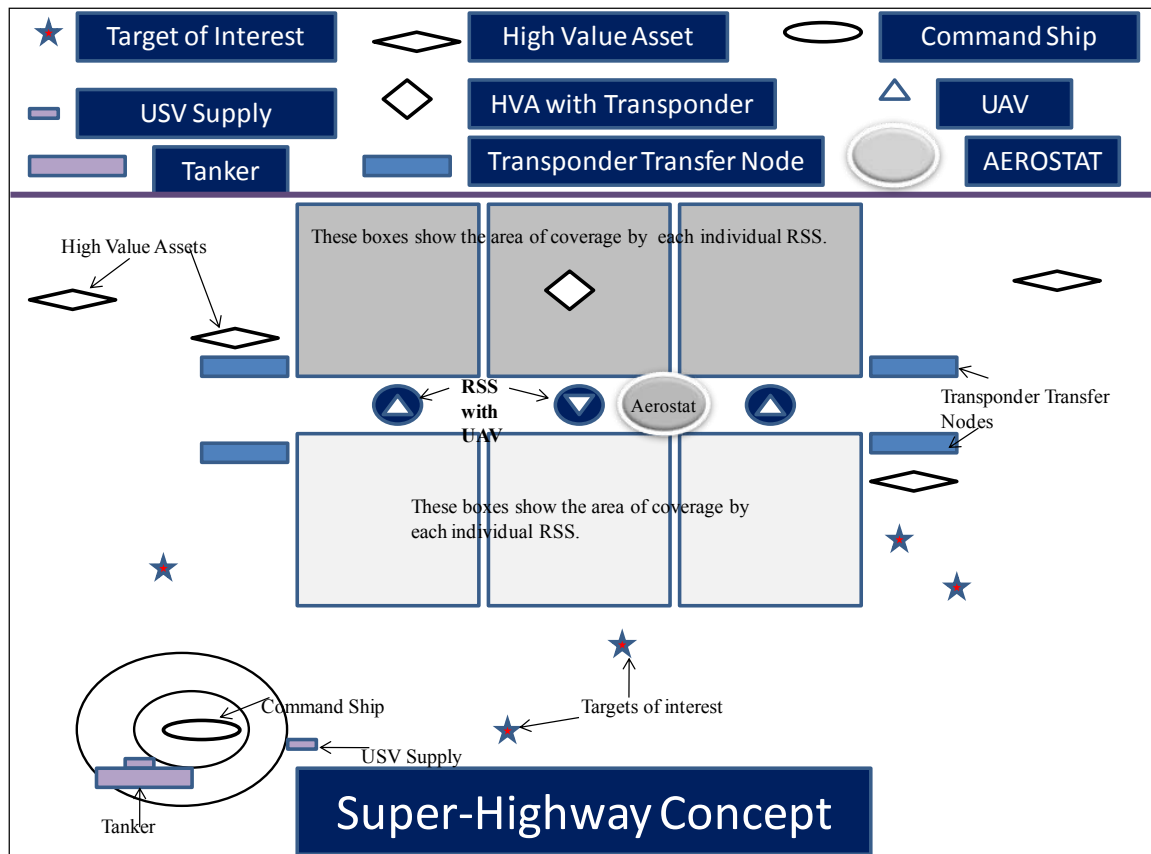 Target of Interest
High Value Asset
Command Ship
USV Supply
HVA with Transponder
UAV
Tanker
Transponder Transfer Node
AEROSTAT
These boxes show the area of coverage by each individual RSS.
High Value Assets
RSS
with
UAV
Aerostat
Transponder Transfer
Nodes
These boxes show the area of coverage by
each individual RSS.
Command Ship
Targets of interest
USV Supply
Tanker
Super-Highway Concept